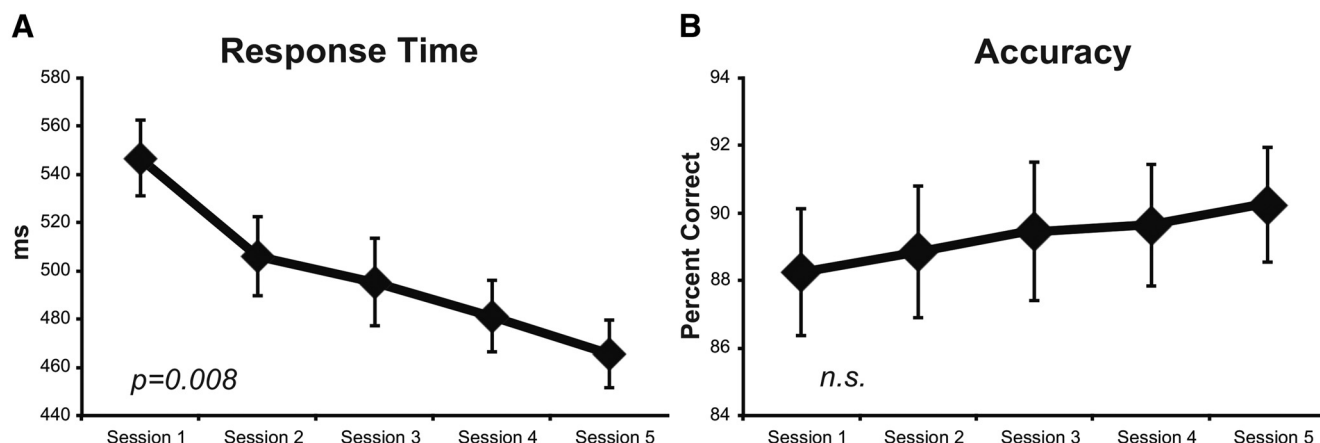 A
Response Time
580
560
540
520
500
480
460
440
ms
p=0.008
Session 1 Session 2 Session 3 Session 4 Session 5
B
Accuracy
94
92
90
88
86
84
Percent Correct
n.s.
Session 1 Session 2 Session 3 Session 4 Session 5